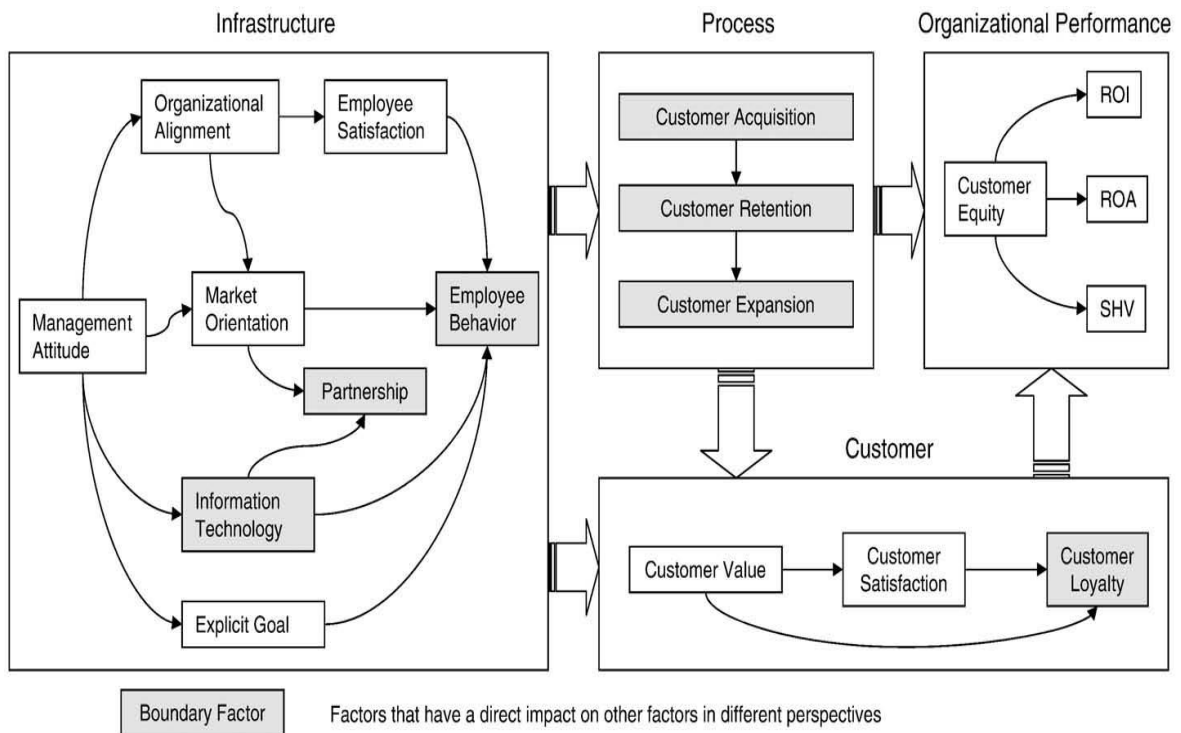 Infrastructure
Process
Organizational Performance
Organizational
Alignment
Employee
Satisfaction
Management
Attitude
Market
Orientation
Employee
Behavior
Partnership
Information
Technology
Explicit Goal
Customer Acquisition
Customer Retention
Customer Expansion
Customer
Equity
ROI
ROA
SHV
Customer
Customer Value
Customer
Satisfaction
Customer
Loyalty
Boundary Factor
Factors that have a direct impact on other factors in different perspectives